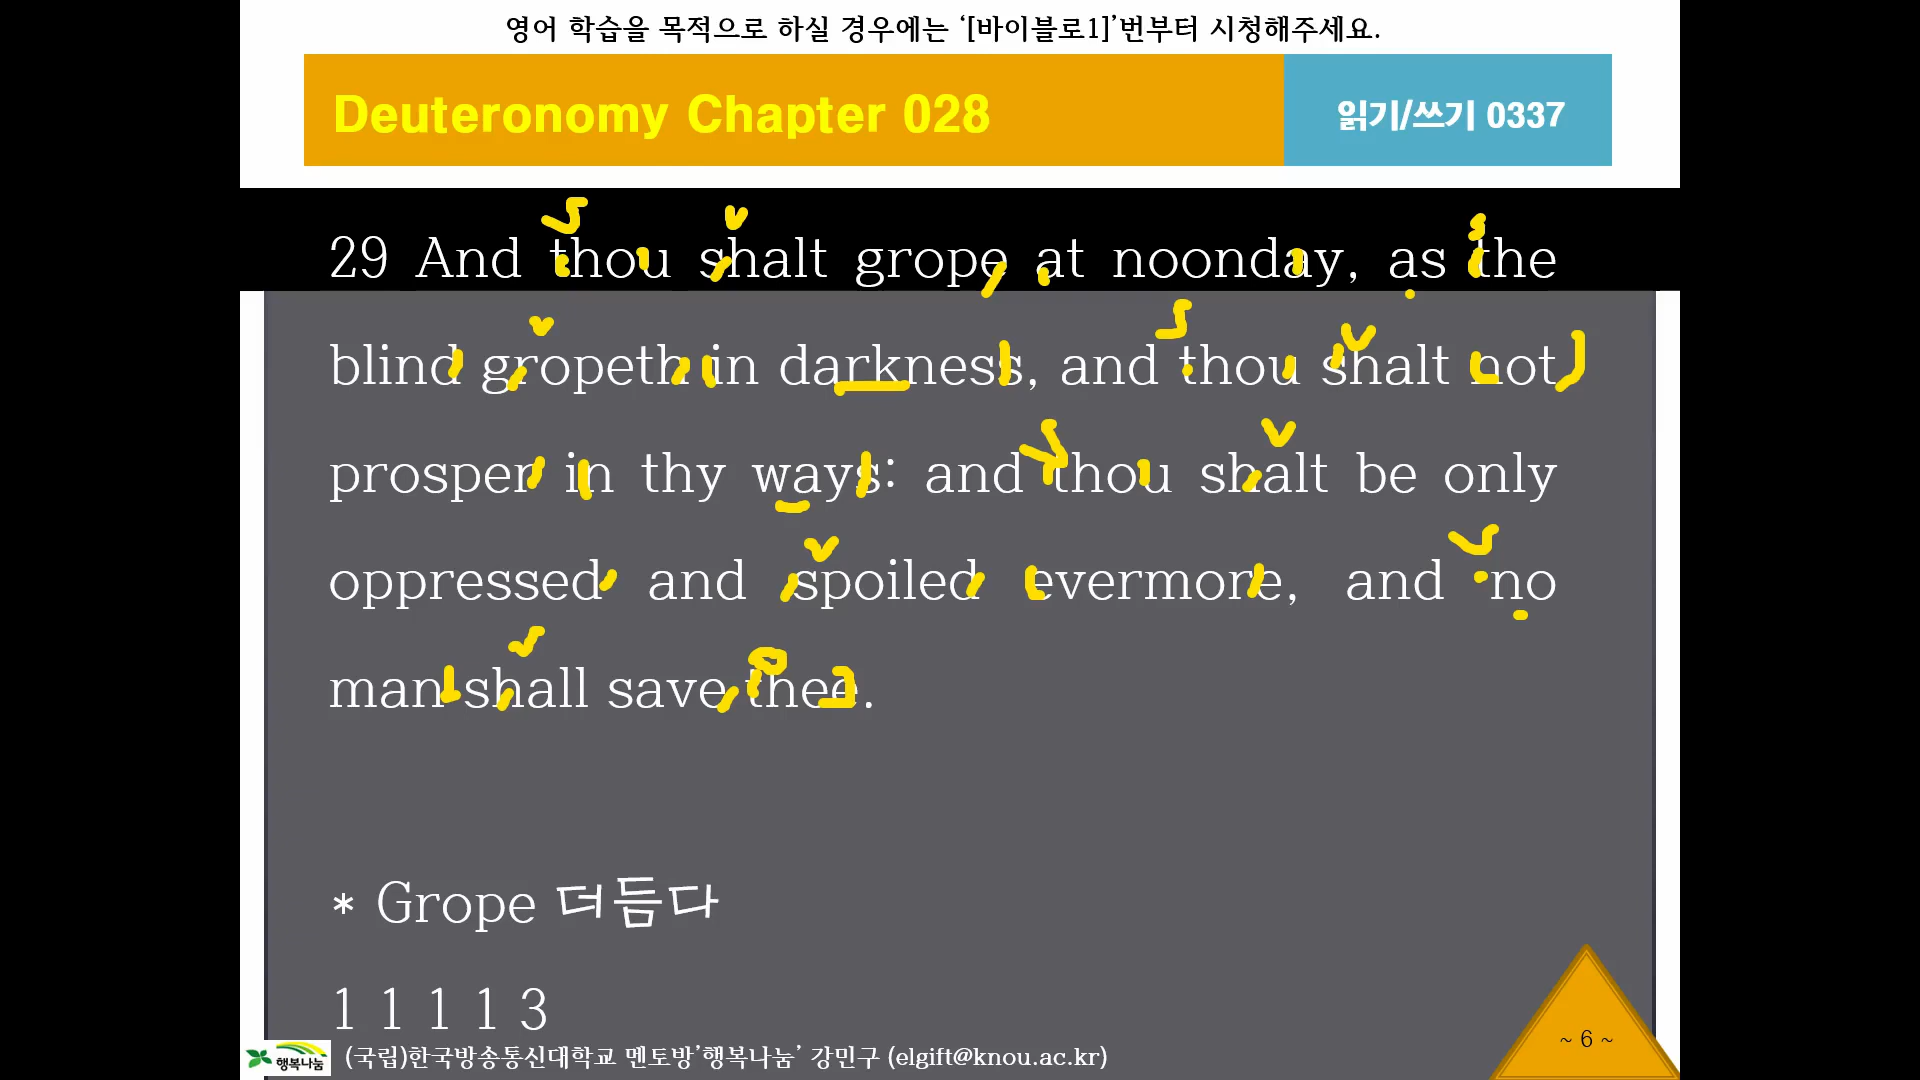 영어 학습을 목적으로 하실 경우에는 ‘[바이블로1]’번부터 시청해주세요.
Deuteronomy Chapter 028
읽기/쓰기 0337
29 And thou shalt grope at noonday, as the
blind gropeth in darkness, and thou shalt not
prosper in thy ways: and thou shalt be only
oppressed and spoiled evermore, and no
man shall save thee.
* Grope 더듬다
1 1 1 1 3
~ 6 ~
행복나눔
(국립)한국방송통신대학교 멘토방’행복나눔’ 강민구 (elgift@knou.ac.kr)